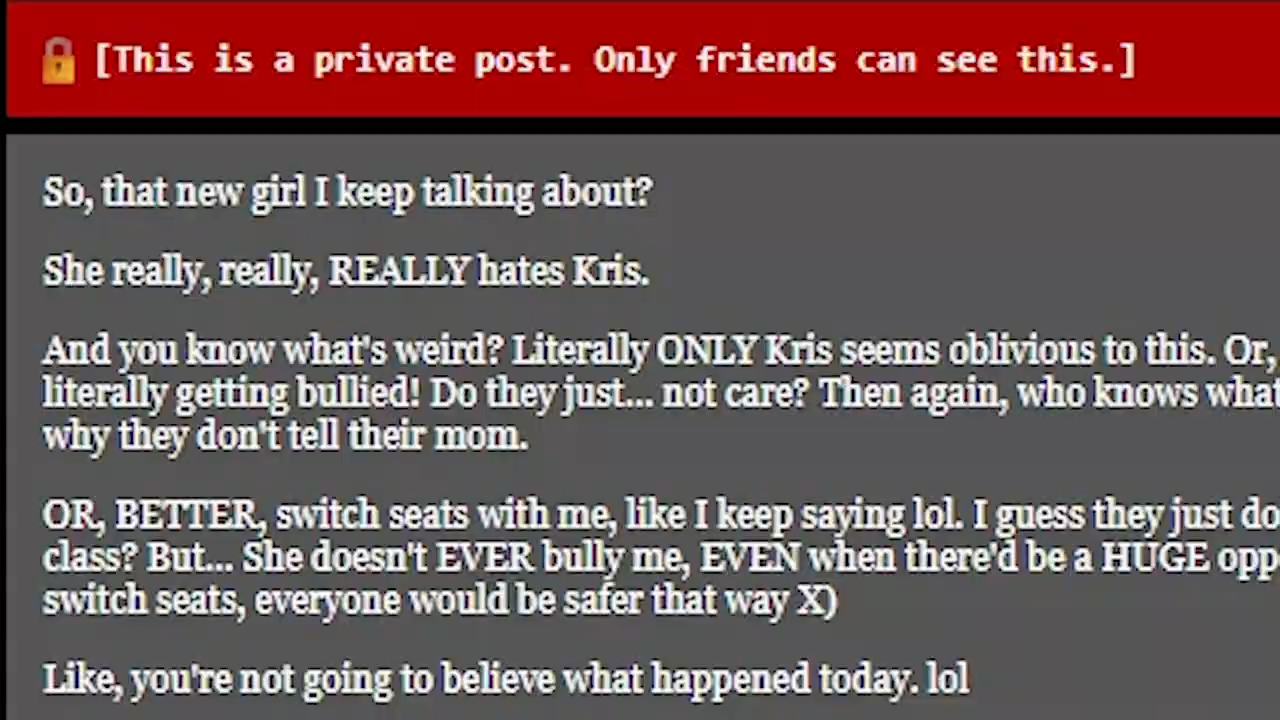 [This is a private post. Only friends can see this.]
So, that new girl I keep talking about?
She really, really, REALLY hates Kris.
And you know what's weird? Literally ONLY Kris seems oblivious to this. Or,
literally getting bullied! Do they just... not care? Then again, who knows what
why they don't tell their mom.
OR, BETTER, switch seats with me, like I keep saying lol. I guess they just do
class? But... She doesn't EVER bully me, EVEN when there'd be a HUGE opp
switch seats, everyone would be safer that way X)
Like, you're not going to believe what happened today. lol